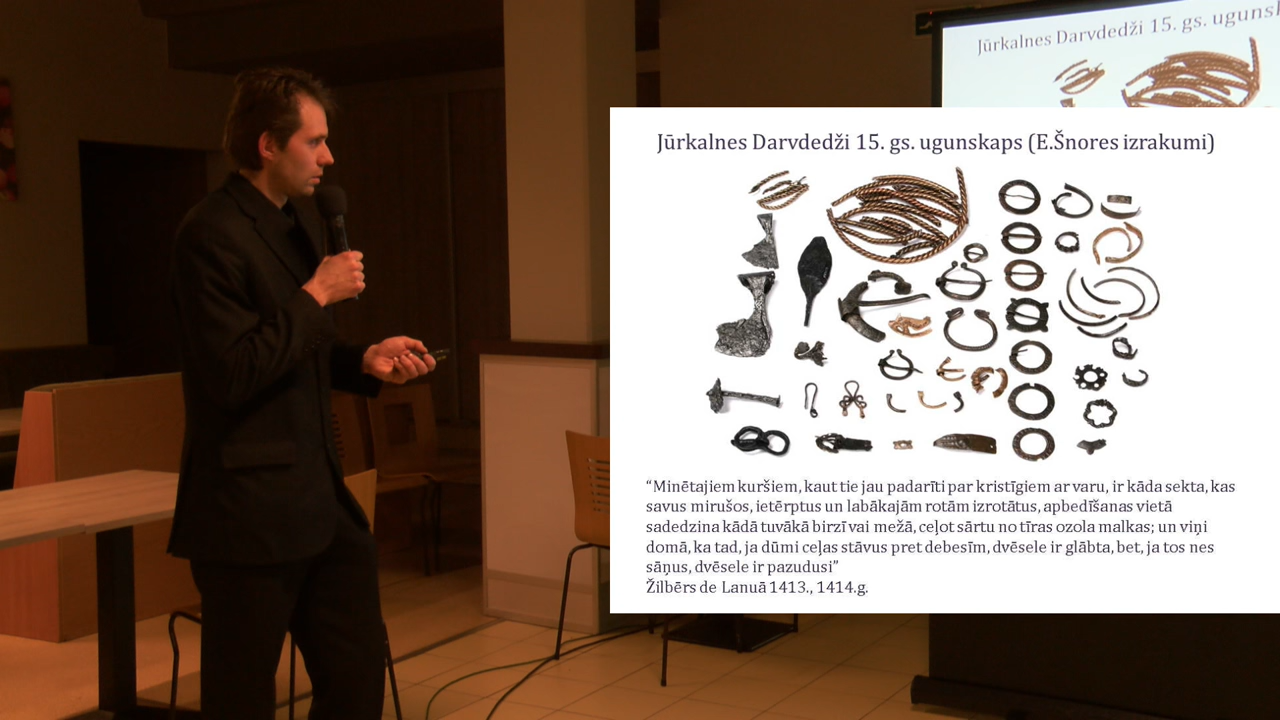 Jūrkalnes Darvdedži 15. gs. uguns
Jūrkalnes Darvdedži 15. gs. ugunskaps (E.Šnores izrakumi)
“Minētajiem kuršiem, kaut tie jau padarīti par kristīgiem ar varu, ir kāda sekta, kas
savus mirušos, ietērptus un labākajām rotām izrotātus, apbedīšanas vietā
sadedzina kādā tuvākā birzī vai mežā, ceļot sārtu no tīras ozola malkas; un viņi
domā, ka tad, ja dūmi ceļas stāvus pret debesīm, dvēsele ir glābta, bet, ja tos nes
sāņus, dvēsele ir pazudusi”
Žilbērs de Lanuā 1413., 1414.g.